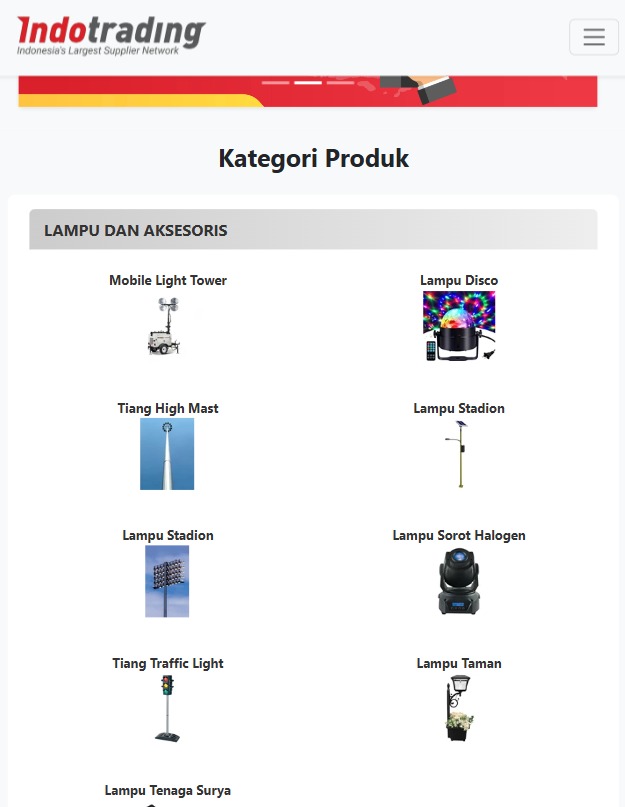 Indotrading
Indonesia's Largest Supplier Network
Kategori Produk
LAMPU DAN AKSESORIS
Mobile Light Tower
Lampu Disco
Tiang High Mast
Lampu Stadion
Lampu Stadion
Lampu Sorot Halogen
Tiang Traffic Light
Lampu Taman
Lampu Tenaga Surya